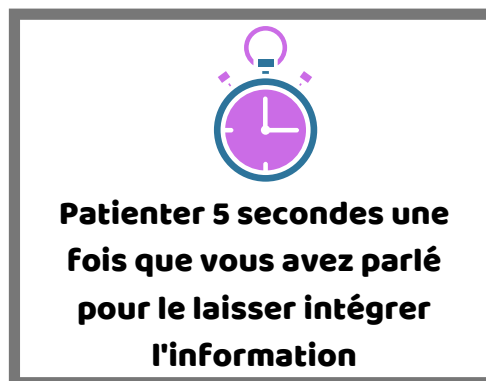 Patienter 5 secondes une
fois que vous avez parlé
pour le laisser intégrer
l'information